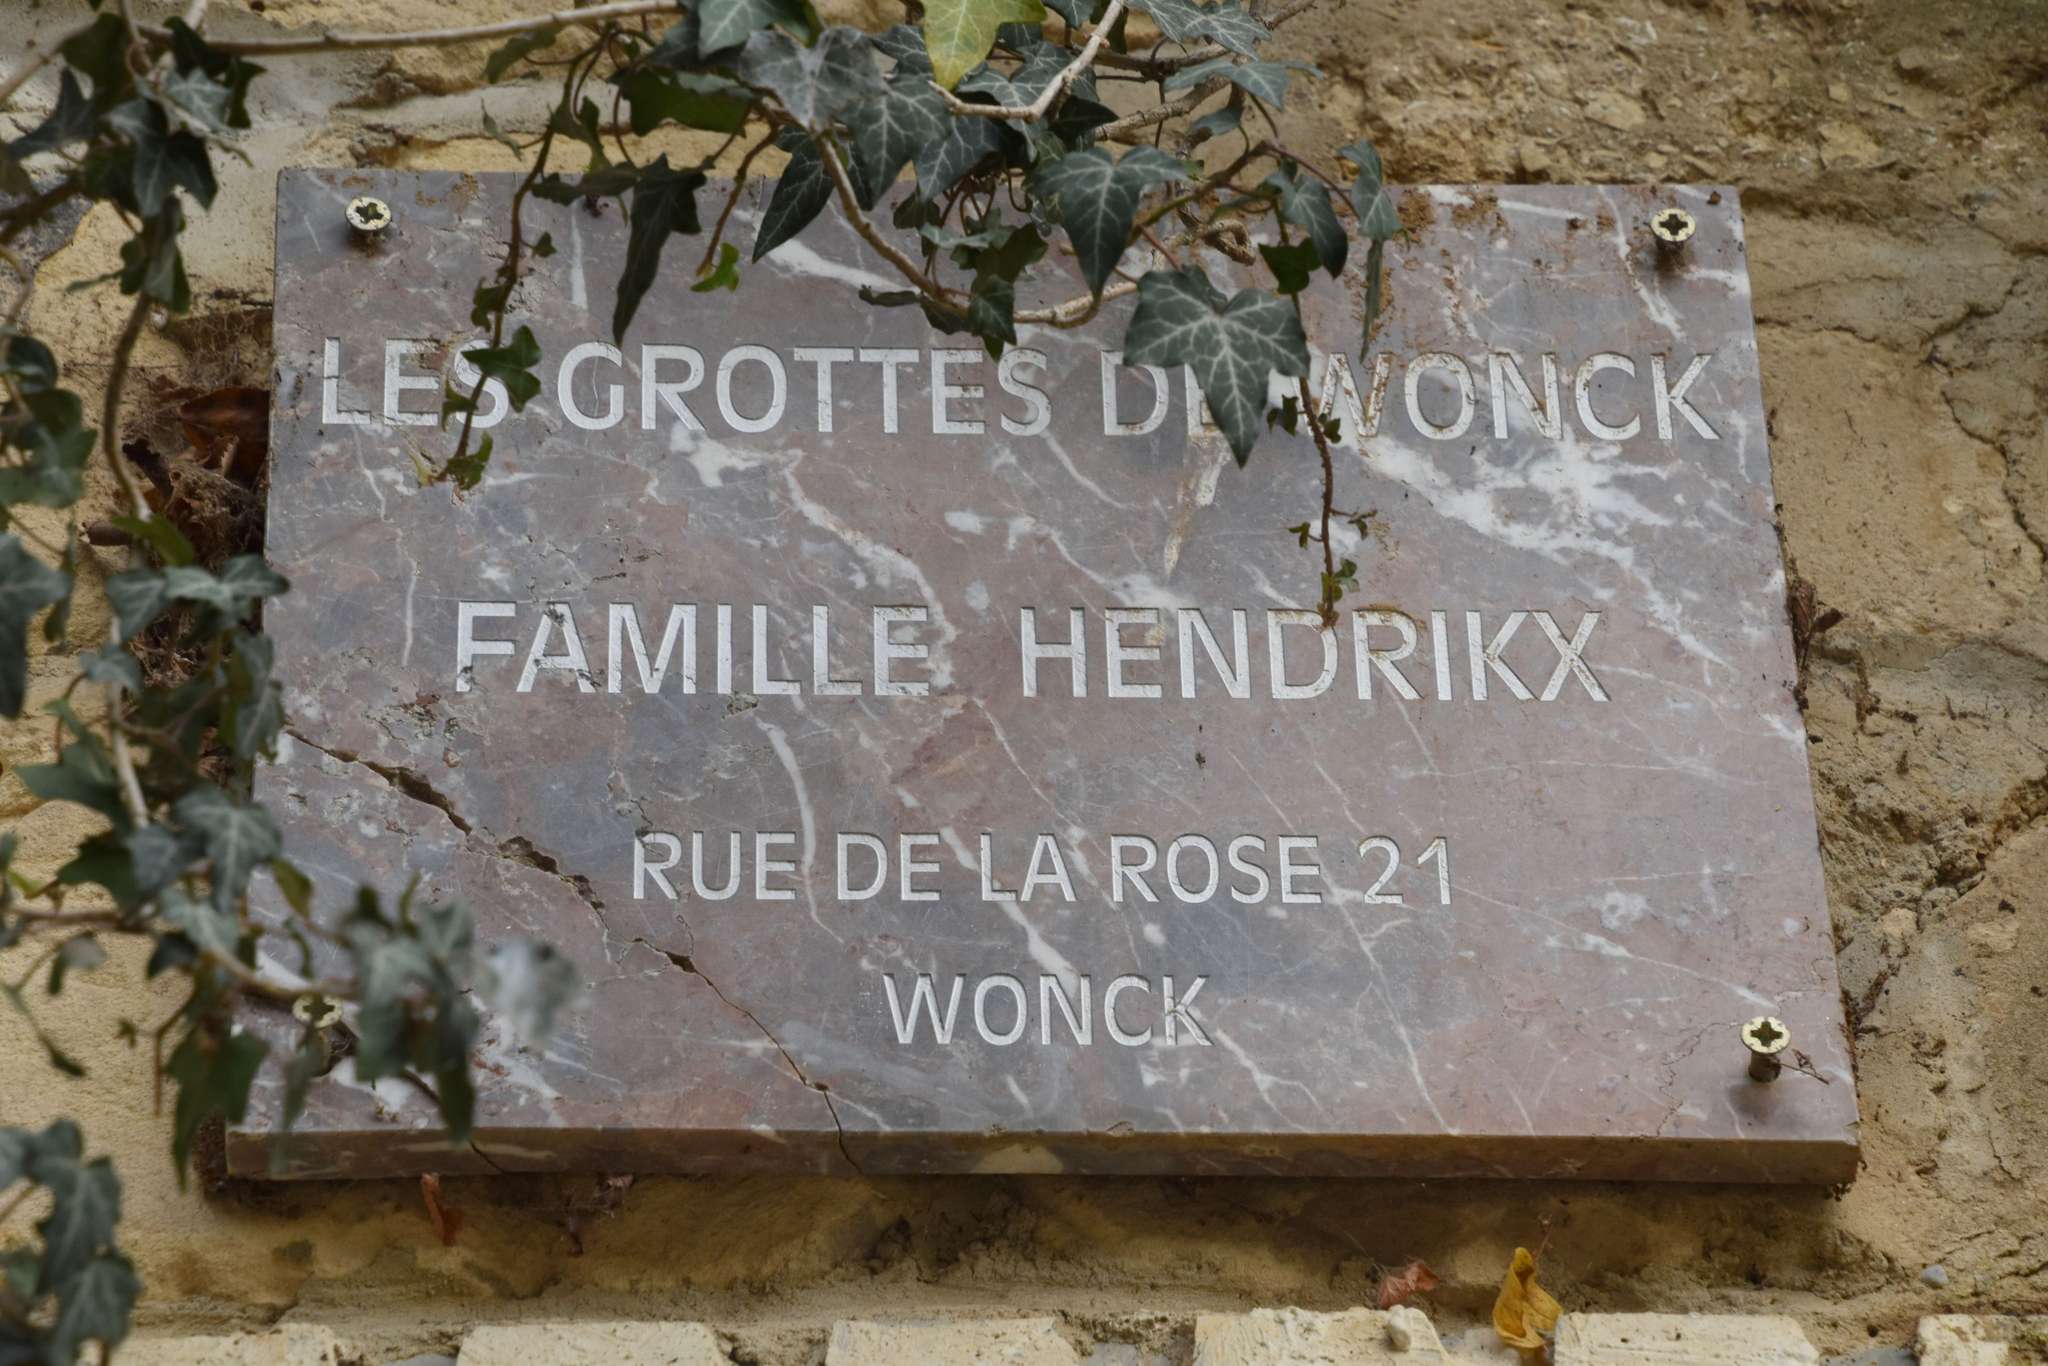 LES GROTTES DE WONCK
FAMILLE HENDRIKX
RUE DE LA ROSE 21
WONCK